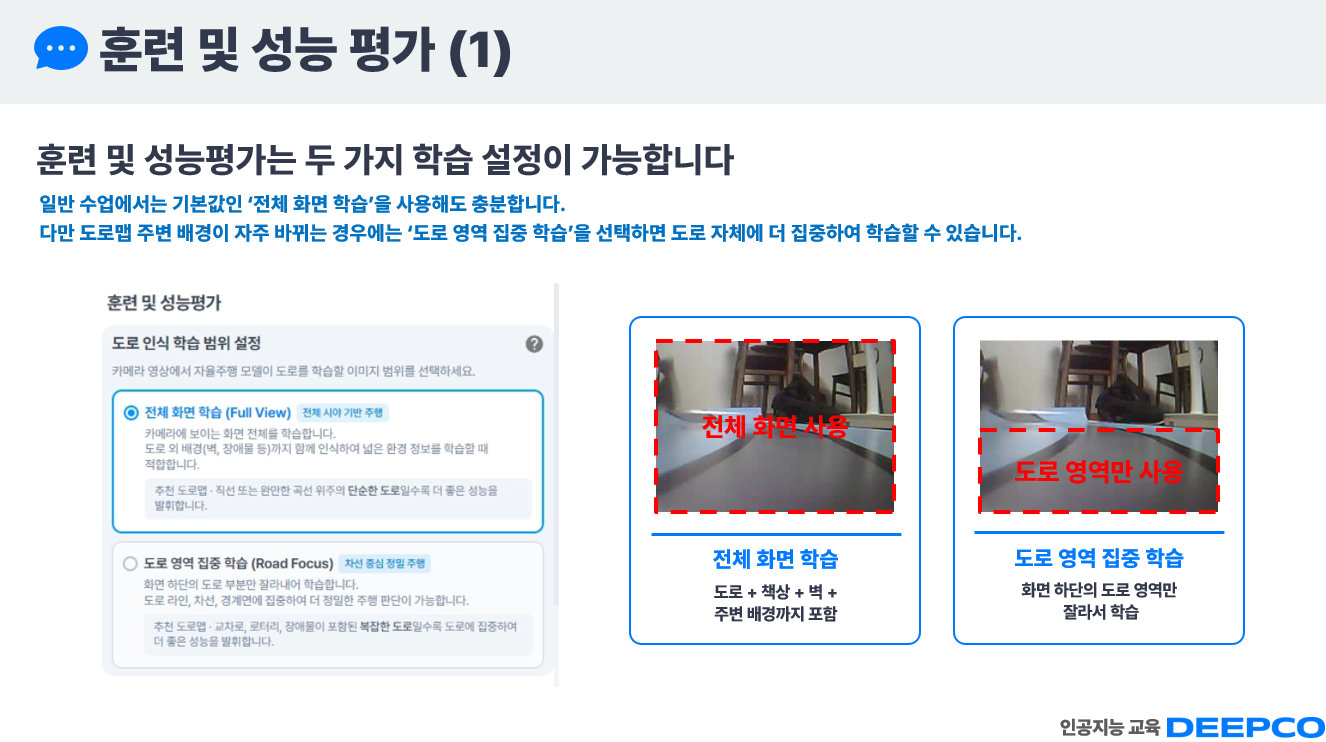 훈련 및 성능 평가 (1)
훈련 및 성능평가는 두 가지 학습 설정이 가능합니다
일반 수업에서는 기본값인 ‘전체 화면 학습’을 사용해도 충분합니다.
다만 도로맵 주변 배경이 자주 바뀌는 경우에는 ‘도로 영역 집중 학습’을 선택하면 도로 자체에 더 집중하여 학습할 수 있습니다.
훈련 및 성능평가
도로 인식 학습 범위 설정 ?
카메라 영상에서 자율주행 모델이 도로를 학습할 이미지 범위를 선택하세요.
전체 화면 학습 (Full View) 전체 시야 기반 주행
카메라에 보이는 화면 전체를 학습합니다.
도로 외 배경(벽, 장애물 등)까지 함께 인식하여 넓은 환경 정보를 학습할 때
적합합니다.
추천 도로맵 · 직선 또는 완만한 곡선 위주의 단순한 도로일수록 더 좋은 성능을
발휘합니다.
도로 영역 집중 학습 (Road Focus) 차선 중심 정밀 주행
화면 하단의 도로 부분만 잘라내어 학습합니다.
도로 라인, 차선, 경계면에 집중하여 더 정밀한 주행 판단이 가능합니다.
추천 도로맵 · 교차로, 로터리, 장애물이 포함된 복잡한 도로일수록 도로에 집중하여
더 좋은 성능을 발휘합니다.
전체 화면 사용
전체 화면 학습
도로 + 책상 + 벽 +
주변 배경까지 포함
도로 영역만 사용
도로 영역 집중 학습
화면 하단의 도로 영역만
잘라서 학습
인공지능 교육 DEEPCO